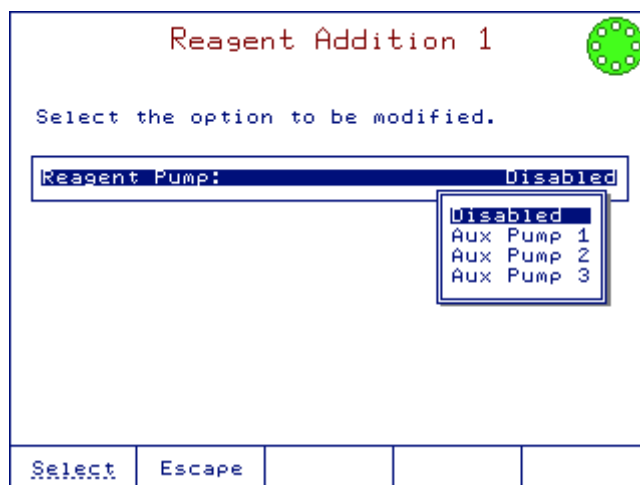 Reagent Addition 1
Select the option to be modified.
Reagent Pump: Disabled
Disabled
Aux Pump 1
Aux Pump 2
Aux Pump 3
Select Escape